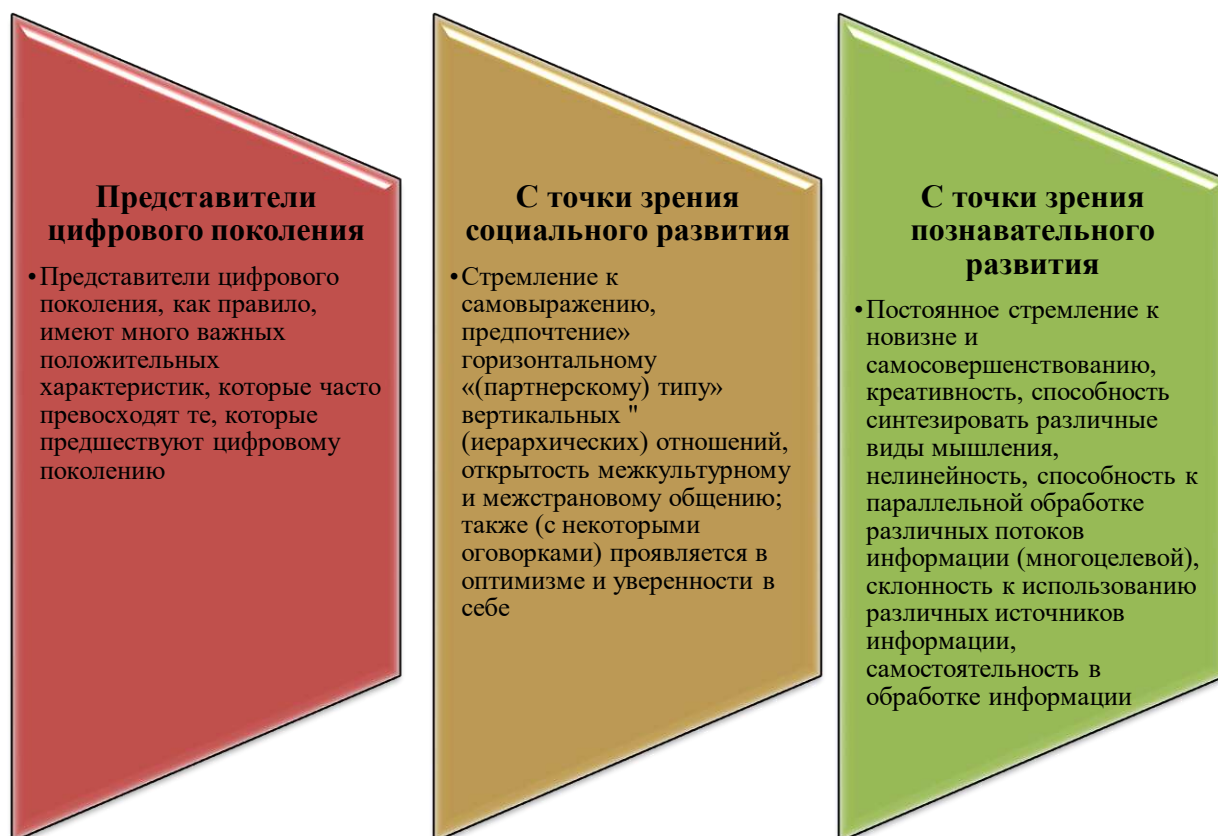 Представители
цифрового поколения
•Представители цифрового
поколения, как правило,
имеют много важных
положительных
характеристик, которые часто
превосходят те, которые
предшествуют цифровому
поколению
С точки зрения
социального развития
•Стремление к
самовыражению,
предпочтение»
горизонтальному
«(партнерскому) типу»
вертикальных "
(иерархических) отношений,
открытость межкультурному
и межстрановому общению;
также (с некоторыми
оговорками) проявляется в
оптимизме и уверенности в
себе
С точки зрения
познавательного
развития
•Постоянное стремление к
новизне и
самосовершенствованию,
креативность, способность
синтезировать различные
виды мышления,
нелинейность, способность к
параллельной обработке
различных потоков
информации (многоцелевой),
склонность к использованию
различных источников
информации,
самостоятельность в
обработке информации